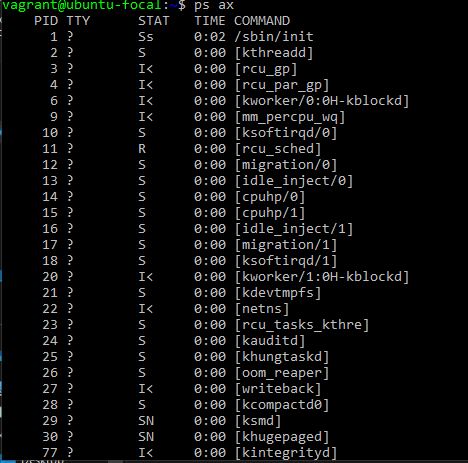 vagrant@ubuntu-focal:~$ ps ax
PID TTY STAT TIME COMMAND
1 ? Ss 0:02 /sbin/init
2 ? S 0:00 [kthreadd]
3 ? I< 0:00 [rcu_gp]
4 ? I< 0:00 [rcu_par_gp]
6 ? I< 0:00 [kworker/0:0H-kblockd]
9 ? I< 0:00 [mm_percpu_wq]
10 ? S 0:00 [ksoftirqd/0]
11 ? R 0:00 [rcu_sched]
12 ? S 0:00 [migration/0]
13 ? S 0:00 [idle_inject/0]
14 ? S 0:00 [cpuhp/0]
15 ? S 0:00 [cpuhp/1]
16 ? S 0:00 [idle_inject/1]
17 ? S 0:00 [migration/1]
18 ? S 0:00 [ksoftirqd/1]
20 ? I< 0:00 [kworker/1:0H-kblockd]
21 ? S 0:00 [kdevtmpfs]
22 ? I< 0:00 [netns]
23 ? S 0:00 [rcu_tasks_kthre]
24 ? S 0:00 [kauditd]
25 ? S 0:00 [khungtaskd]
26 ? S 0:00 [oom_reaper]
27 ? I< 0:00 [writeback]
28 ? S 0:00 [kcompactd0]
29 ? SN 0:00 [ksmd]
30 ? SN 0:00 [khugepaged]
77 ? I< 0:00 [kintegrityd]